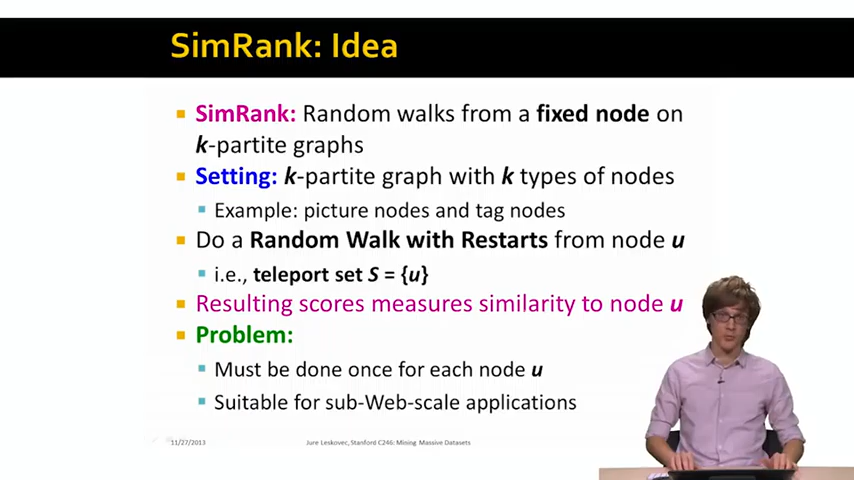 SimRank: Idea
SimRank: Random walks from a fixed node on
k-partite graphs
Setting: k-partite graph with k types of nodes
Example: picture nodes and tag nodes
Do a Random Walk with Restarts from node u
i.e., teleport set S = {u}
Resulting scores measures similarity to node u
Problem:
Must be done once for each node u
Suitable for sub-Web-scale applications
11/27/2013
Jure Leskovec, Stanford C246: Mining Massive Datasets